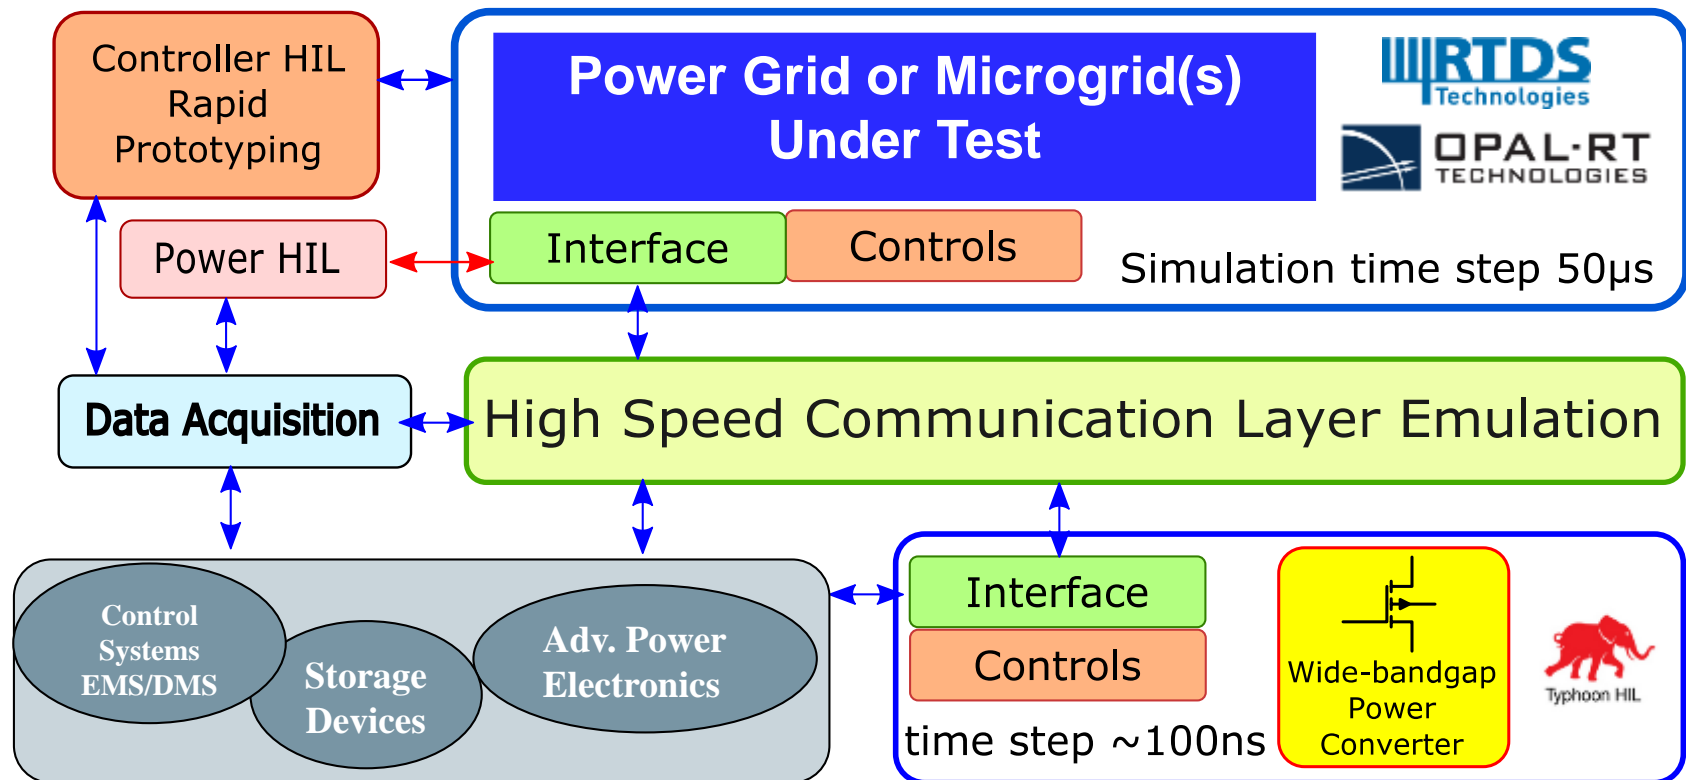 Controller HIL
Rapid
Prototyping
Power Grid or Microgrid(s)
Under Test
RTDS
Technologies
OPAL-RT
TECHNOLOGIES
Power HIL
Interface
Controls
Simulation time step 50µs
Data Acquisition
High Speed Communication Layer Emulation
Control
Systems
EMS/DMS
Storage
Devices
Adv. Power
Electronics
Interface
Controls
time step ~100ns
Wide-bandgap
Power
Converter
Typhoon HIL